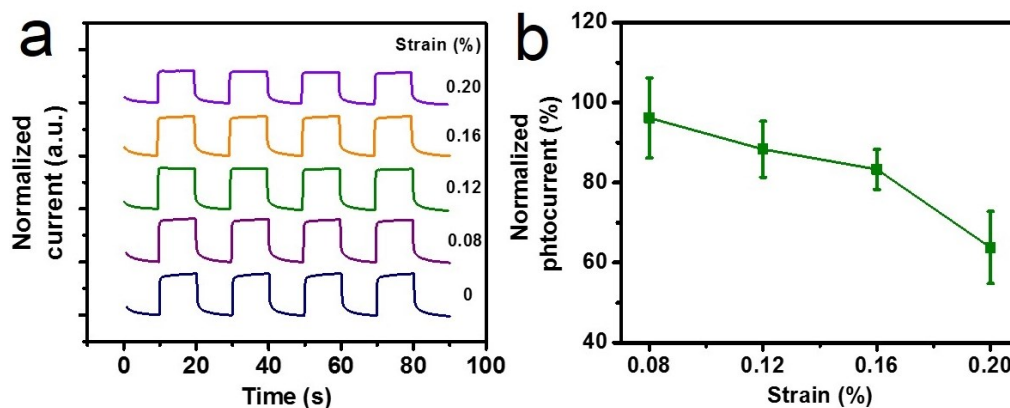 a
Normalized
current (a.u.)
Strain (%)
0.20
0.16
0.12
0.08
0
0 20 40 60 80 100
Time (s)
b
Normalized
phtocurrent (%)
120
100
80
60
40
0.08 0.12 0.16 0.20
Strain (%)